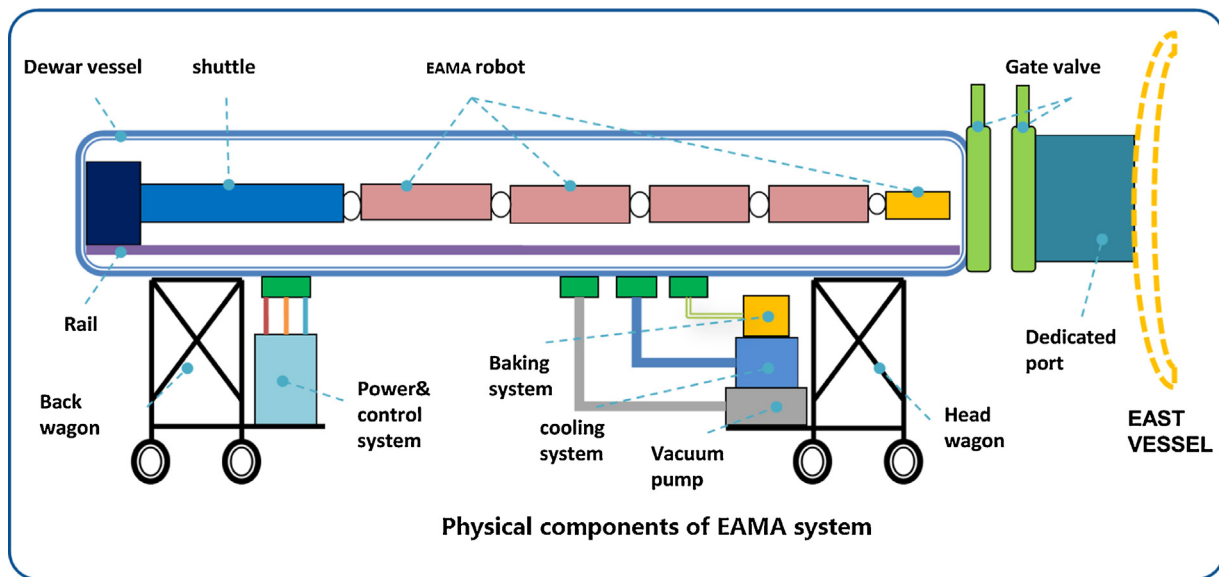 Dewar vessel
shuttle
EAMA robot
Gate valve
Rail
Back
wagon
Power&
control
system
Baking
system
cooling
system
Vacuum
pump
Head
wagon
Dedicated
port
EAST
VESSEL
Physical components of EAMA system